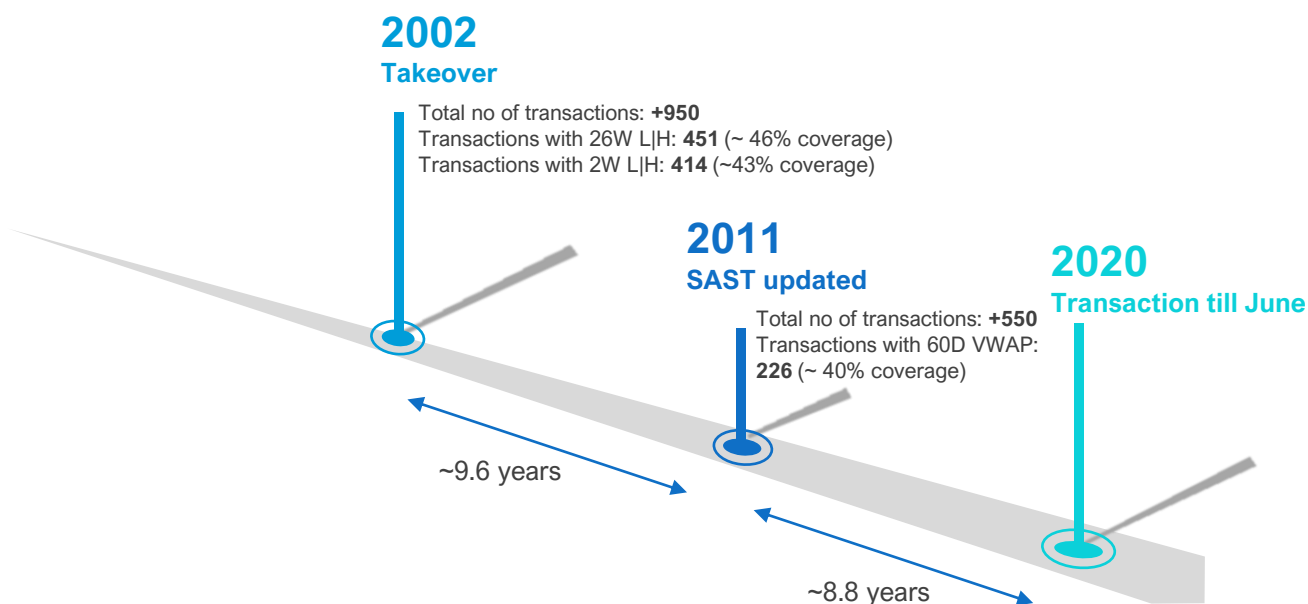 2002
Takeover
Total no of transactions: +950
Transactions with 26W L|H: 451 (~ 46% coverage)
Transactions with 2W L|H: 414 (~43% coverage)
2011
SAST updated
Total no of transactions: +550
Transactions with 60D VWAP:
226 (~ 40% coverage)
2020
Transaction till June
~9.6 years
~8.8 years